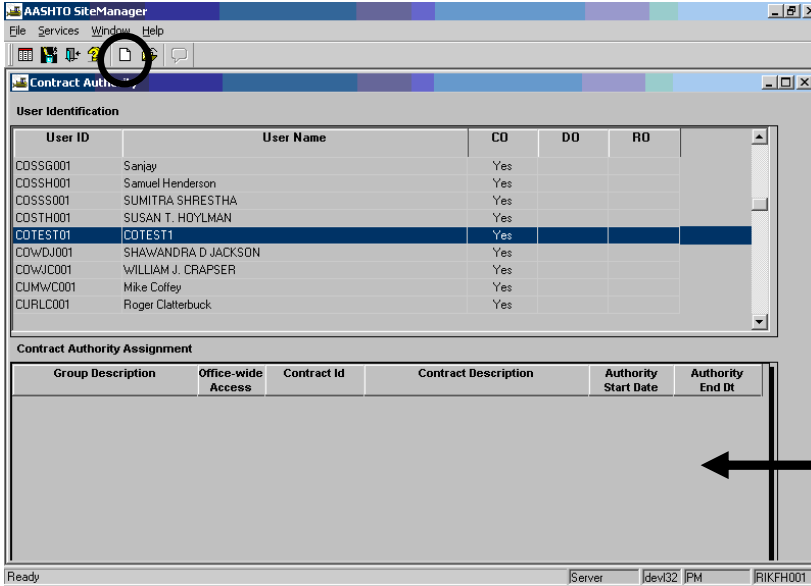 AASHTO SiteManager
File Services Window Help
Contract Authority
User Identification
User ID User Name CO DO RO
COSSG001 Sanjay Yes
COSSH001 Samuel Henderson Yes
COSSS001 SUMITRA SHRESTHA Yes
COSTH001 SUSAN T. HOYLMAN Yes
COTEST01 COTEST1 Yes
COWDJ001 SHAWANDRA D JACKSON Yes
COWJC001 WILLIAM J. CRAPSER Yes
CUMWC001 Mike Coffey Yes
CURLC001 Roger Clatterbuck Yes
Contract Authority Assignment
Group Description Office-wide Access Contract Id Contract Description Authority Start Date Authority End Dt
Ready Server devl32 PM RIKFH001